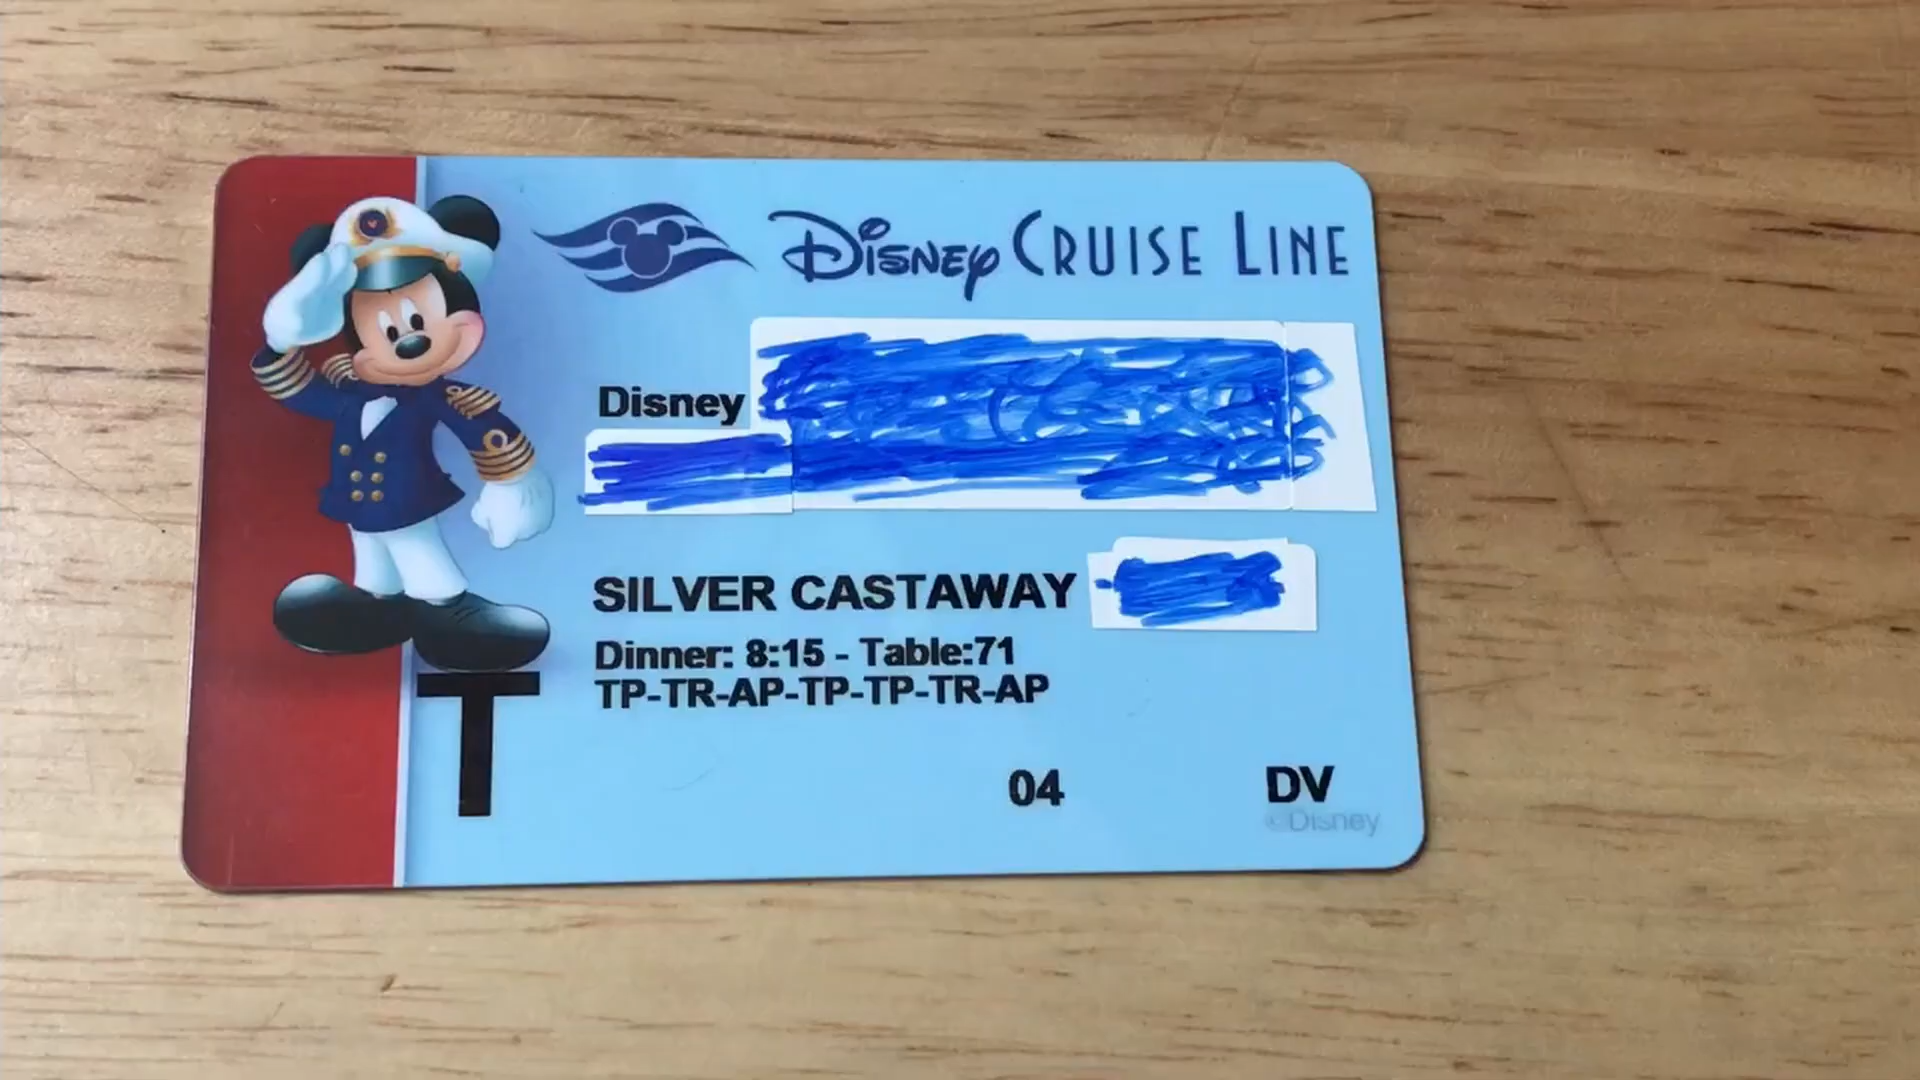 Disney CRUISE LINE
Disney
SILVER CASTAWAY
Dinner: 8:15 - Table:71
TP-TR-AP-TP-TP-TR-AP
T
04
DV
©Disney